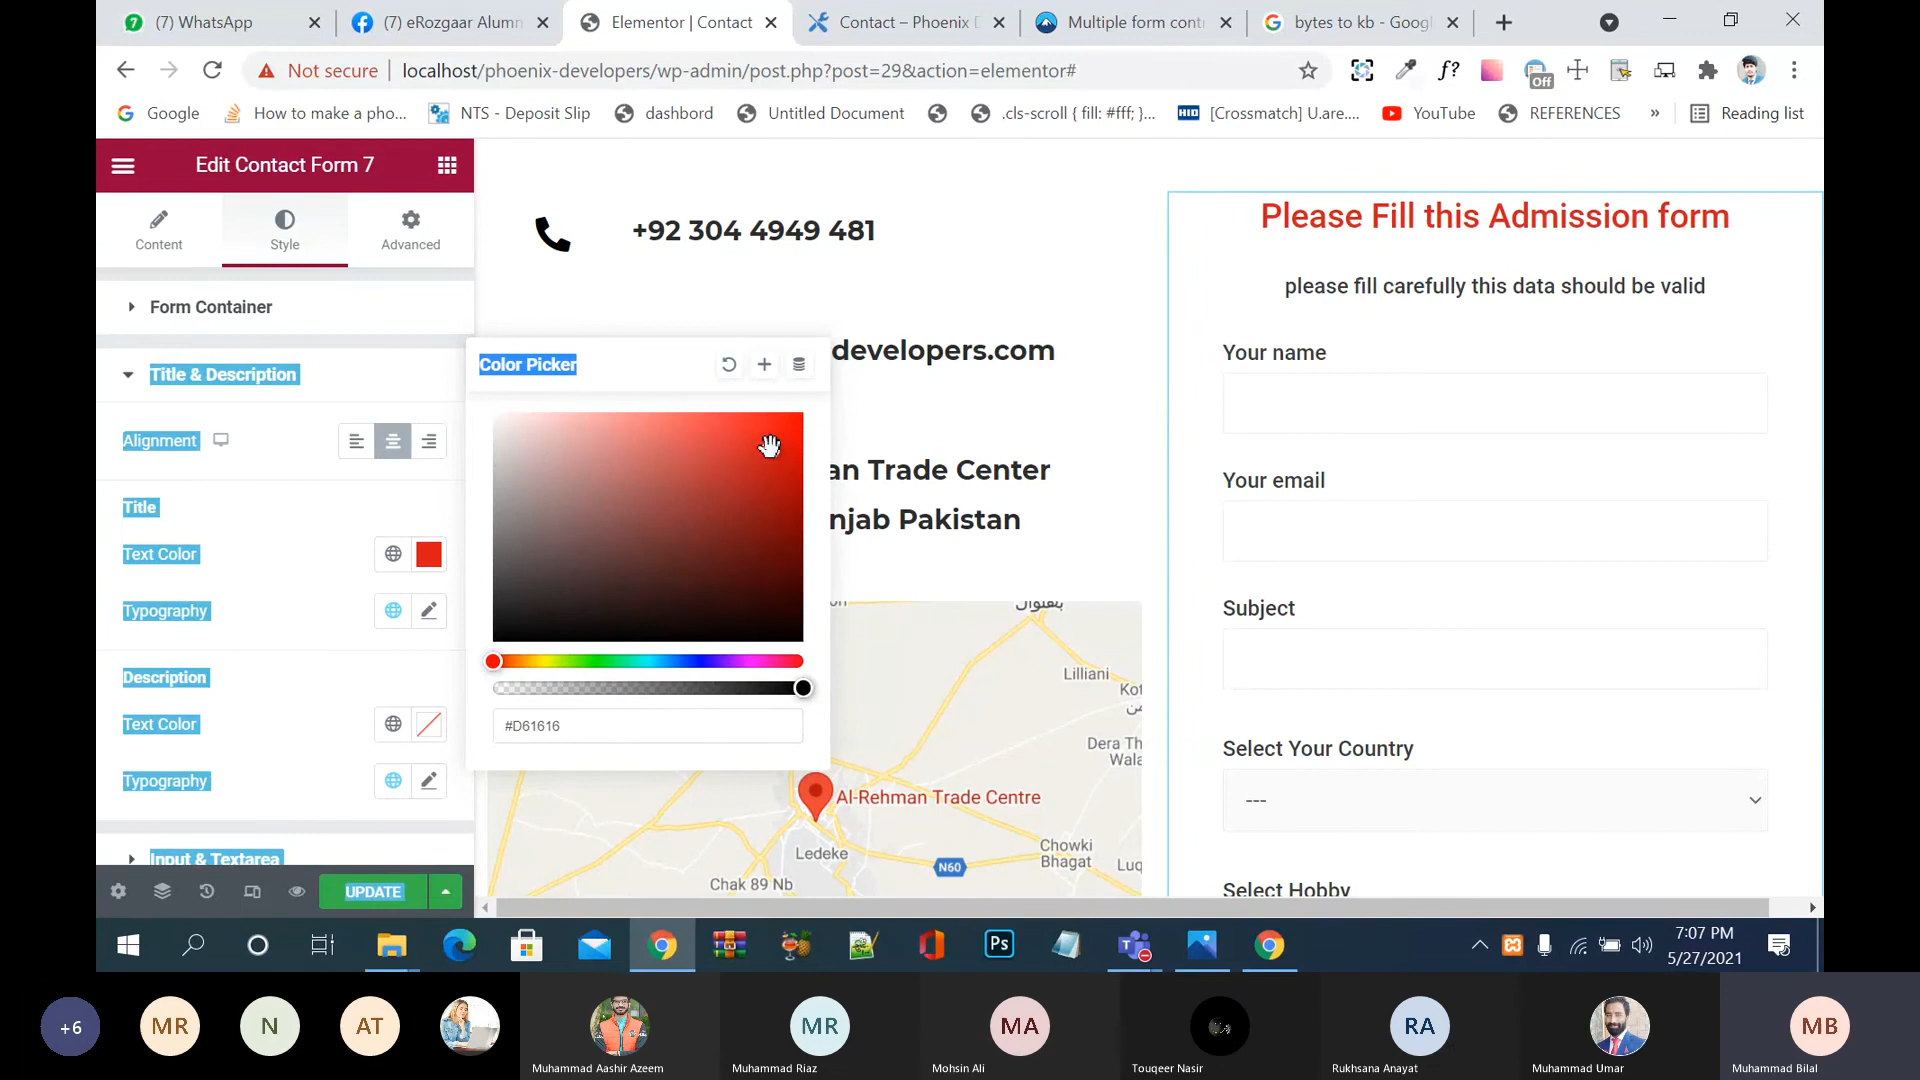 (7) WhatsApp
(7) eRozgaar Alumn
Elementor | Contact
Contact – Phoenix D
Multiple form cont
bytes to kb - Goog
Not secure
localhost/phoenix-developers/wp-admin/post.php?post=29&action=elementor#
f?
Off
Google
How to make a pho...
NTS - Deposit Slip
dashbord
Untitled Document
.cls-scroll { fill: #fff; }...
HID
[Crossmatch] U.are....
YouTube
REFERENCES
»
Reading list
Edit Contact Form 7
Content
Style
Advanced
Form Container
Title & Description
Alignment
Title
Text Color
Typography
Description
Text Color
Typography
Input & Textarea
UPDATE
Color Picker
#D61616
+92 304 4949 481
developers.com
an Trade Center
njab Pakistan
Lilliani
Dera Th
Wala
Al-Rehman Trade Centre
Ledeke
Chowki
Bhagat
Luq
N60
Chak 89 Nb
Please Fill this Admission form
please fill carefully this data should be valid
Your name
Your email
Subject
Select Your Country
---
Select Hobby
Ps
7:07 PM
5/27/2021
+6
MR
N
AT
Muhammad Aashir Azeem
MR
Muhammad Riaz
MA
Mohsin Ali
Touqeer Nasir
RA
Rukhsana Anayat
Muhammad Umar
MB
Muhammad Bilal